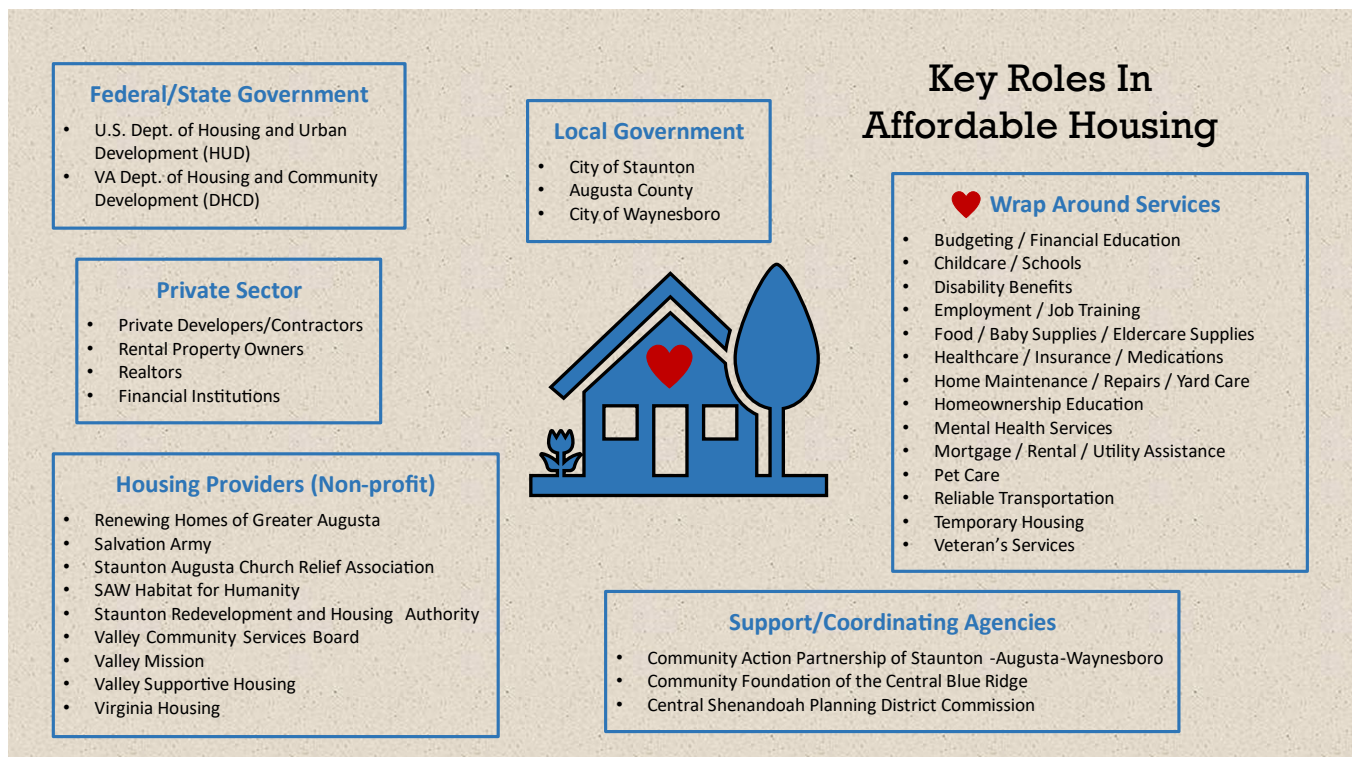 Key Roles In
Affordable Housing
Federal/State Government
• U.S. Dept. of Housing and Urban
Development (HUD)
• VA Dept. of Housing and Community
Development (DHCD)
Local Government
• City of Staunton
• Augusta County
• City of Waynesboro
Private Sector
• Private Developers/Contractors
• Rental Property Owners
• Realtors
• Financial Institutions
Housing Providers (Non-profit)
• Renewing Homes of Greater Augusta
• Salvation Army
• Staunton Augusta Church Relief Association
• SAW Habitat for Humanity
• Staunton Redevelopment and Housing Authority
• Valley Community Services Board
• Valley Mission
• Valley Supportive Housing
• Virginia Housing
Wrap Around Services
• Budgeting / Financial Education
• Childcare / Schools
• Disability Benefits
• Employment / Job Training
• Food / Baby Supplies / Eldercare Supplies
• Healthcare / Insurance / Medications
• Home Maintenance / Repairs / Yard Care
• Homeownership Education
• Mental Health Services
• Mortgage / Rental / Utility Assistance
• Pet Care
• Reliable Transportation
• Temporary Housing
• Veteran's Services
Support/Coordinating Agencies
• Community Action Partnership of Staunton -Augusta-Waynesboro
• Community Foundation of the Central Blue Ridge
• Central Shenandoah Planning District Commission